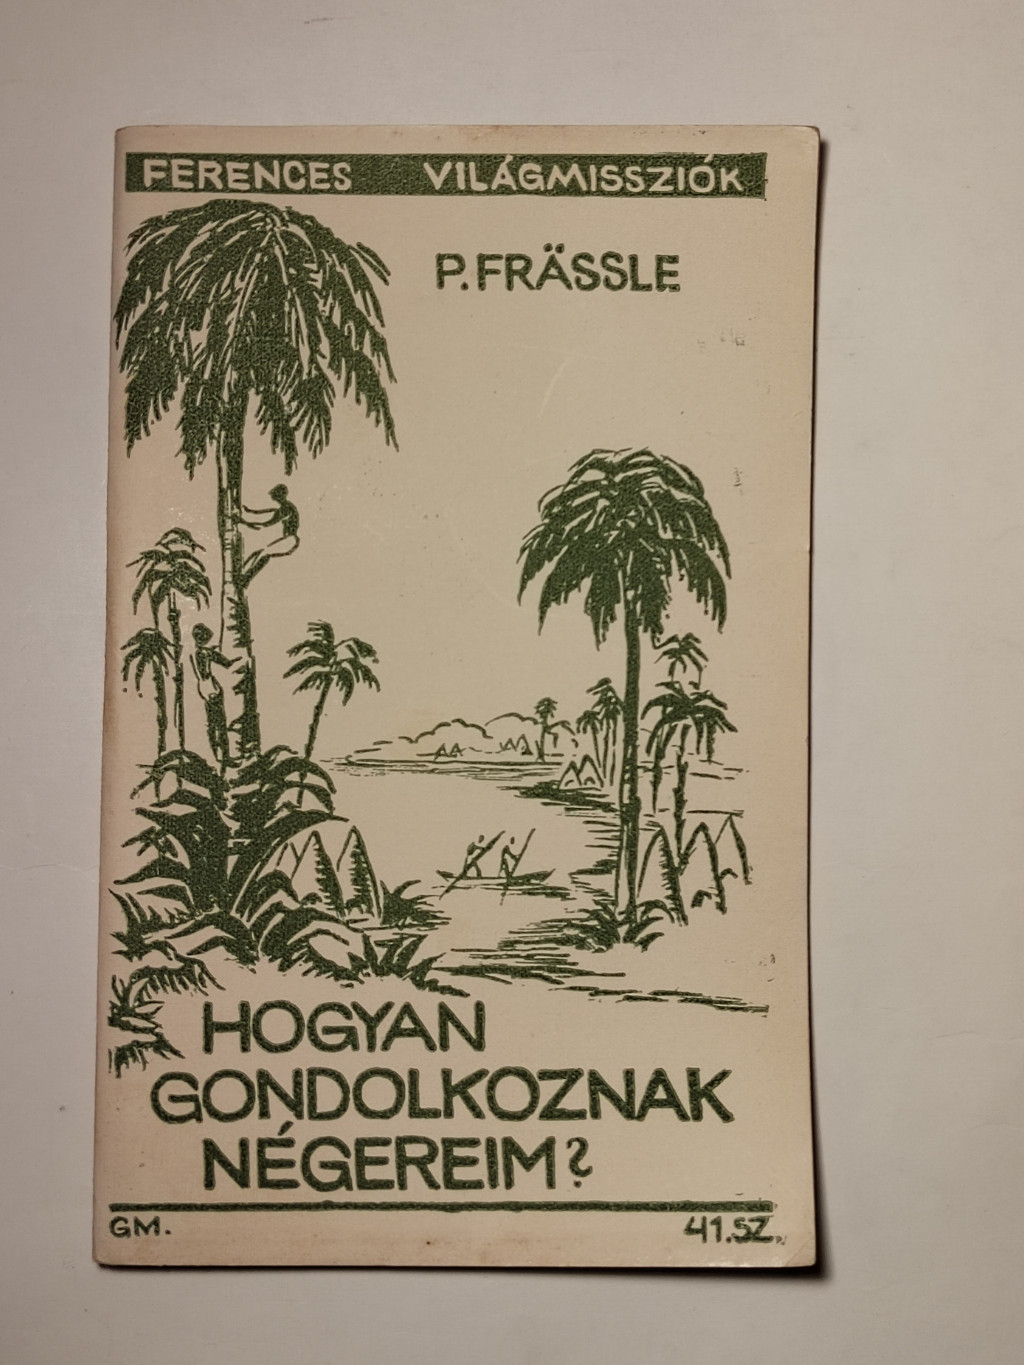 FERENCES VILÁGMISSZIÓK
P. FRÄSSLE
HOGYAN
GONDOLKOZNAK
NÉGEREIM?
GM.
41. SZ.